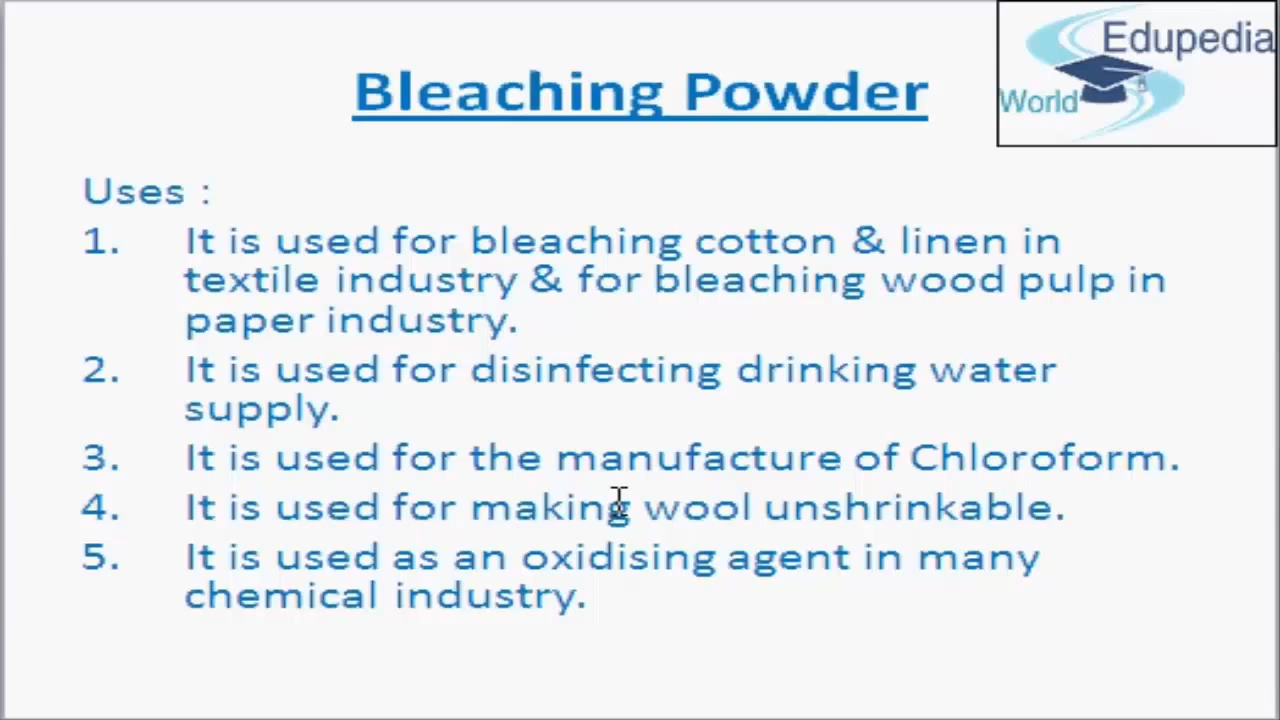 Edupedia
World
Bleaching Powder
Uses :
1. It is used for bleaching cotton & linen in
textile industry & for bleaching wood pulp in
paper industry.
2. It is used for disinfecting drinking water
supply.
3. It is used for the manufacture of Chloroform.
4. It is used for making wool unshrinkable.
5. It is used as an oxidising agent in many
chemical industry.